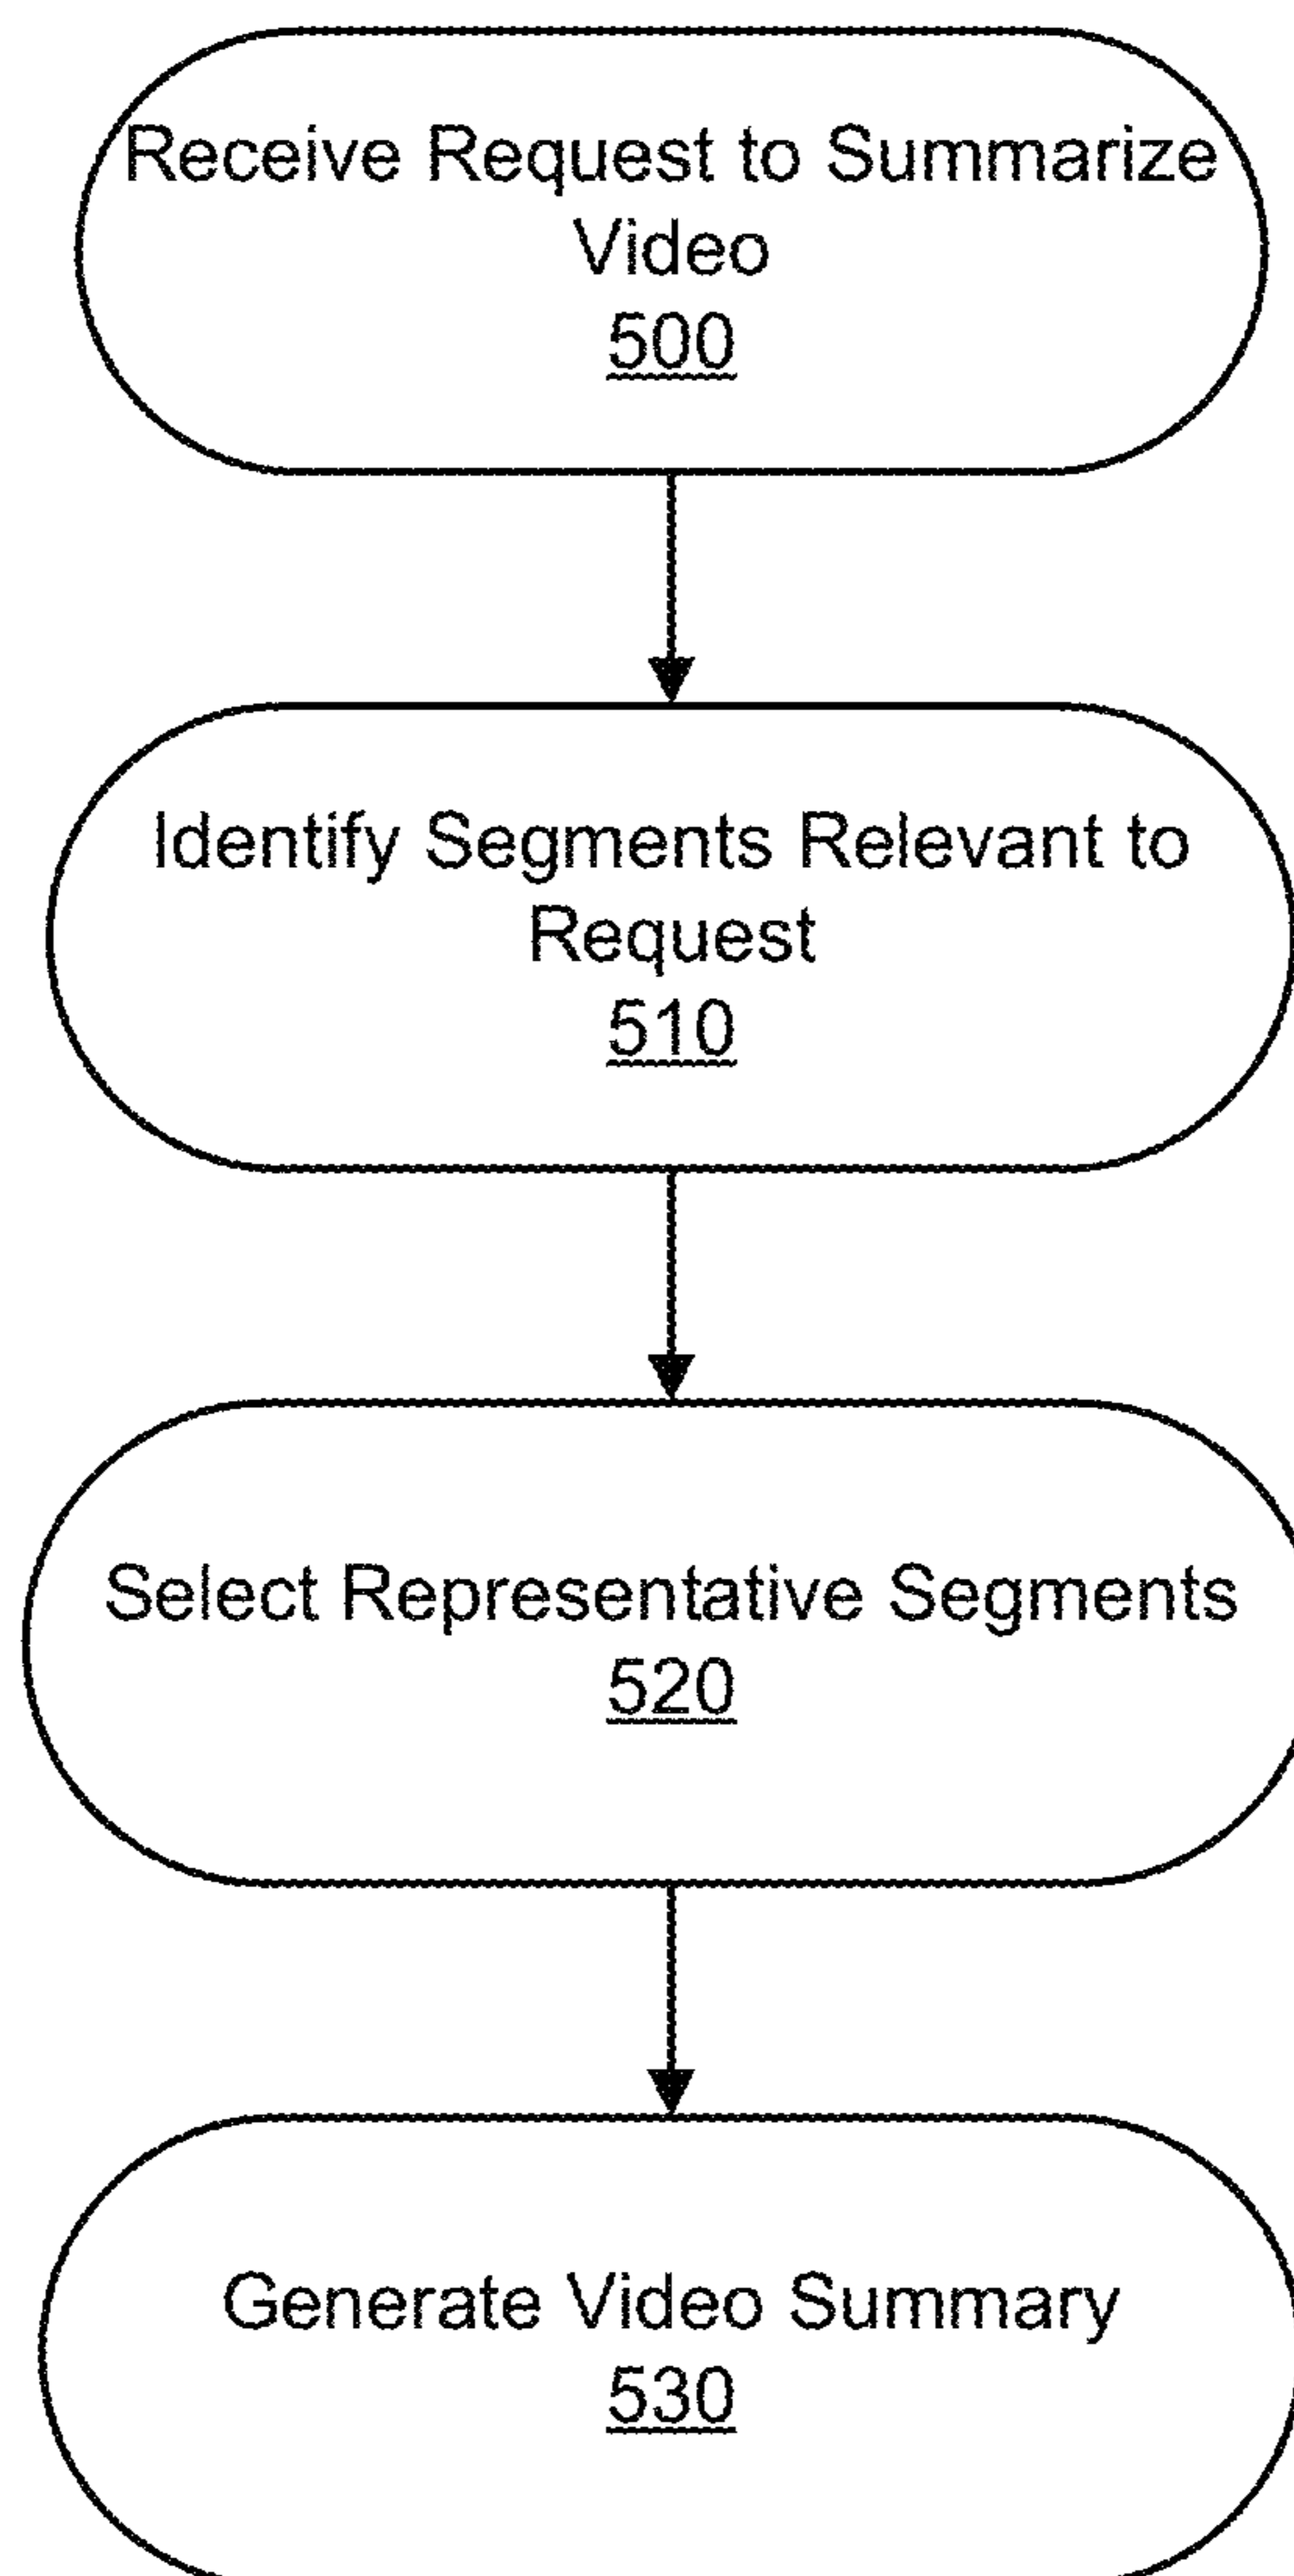 Receive Request to Summarize
Video
500
Identify Segments Relevant to
Request
510
Select Representative Segments
520
Generate Video Summary
530